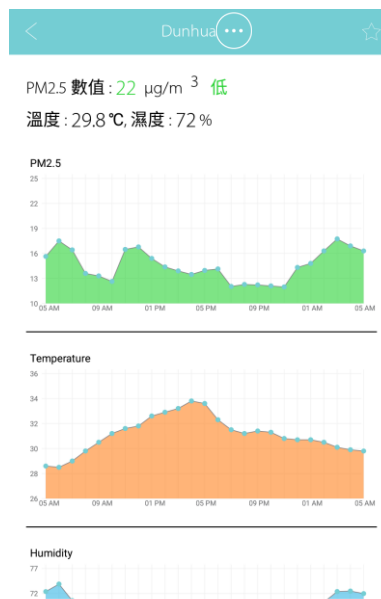 Dunhua
PM2.5 數值 : 22 μg/m 3 低
溫度 : 29.8 ℃, 濕度 : 72 %
PM2.5
25
22
19
16
13
10
05 AM 09 AM 01 PM 05 PM 09 PM 01 AM 05 AM
Temperature
36
34
32
30
28
26
05 AM 09 AM 01 PM 05 PM 09 PM 01 AM 05 AM
Humidity
77
72